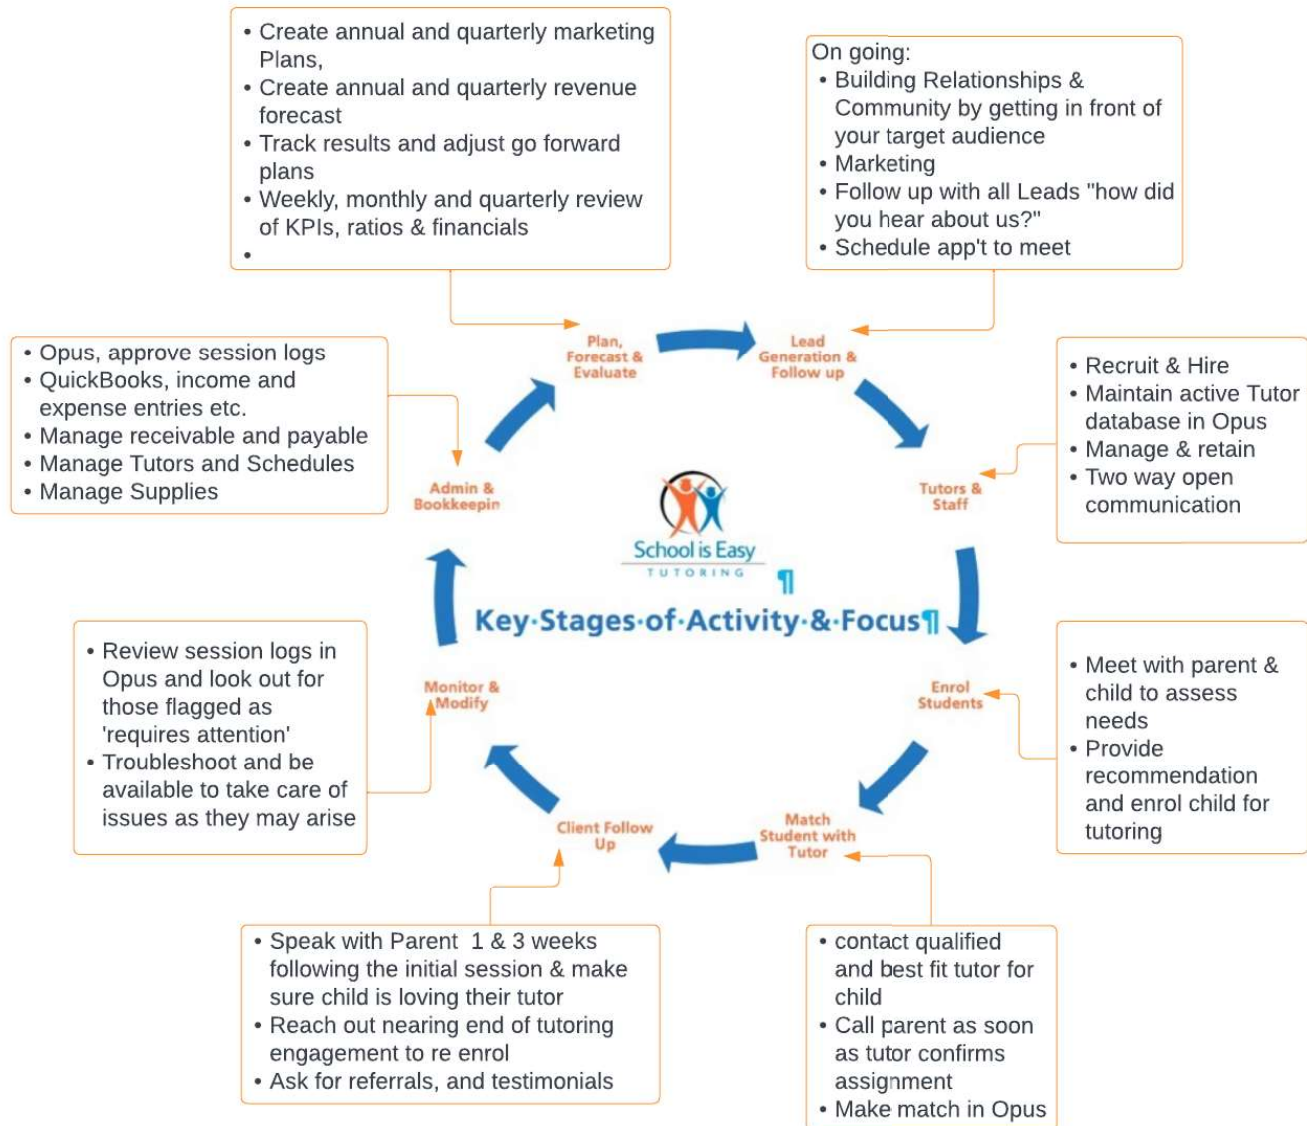 • Create annual and quarterly marketing
Plans,
• Create annual and quarterly revenue
forecast
• Track results and adjust go forward
plans
• Weekly, monthly and quarterly review
of KPIs, ratios & financials
•
On going:
• Building Relationships &
Community by getting in front of
your target audience
• Marketing
• Follow up with all Leads "how did
you hear about us?"
• Schedule app't to meet
Plan,
Forecast &
Evaluate
Lead
Generation &
Follow up
• Opus, approve session logs
• QuickBooks, income and
expense entries etc.
• Manage receivable and payable
• Manage Tutors and Schedules
• Manage Supplies
• Recruit & Hire
• Maintain active Tutor
database in Opus
• Manage & retain
• Two way open
communication
Admin &
Bookkeepin
Tutors &
Staff
School is Easy
TUTORING
¶
Key·Stages·of·Activity·&·Focus¶
• Review session logs in
Opus and look out for
those flagged as
'requires attention'
• Troubleshoot and be
available to take care of
issues as they may arise
Monitor &
Modify
Enrol
Students
• Meet with parent &
child to assess
needs
• Provide
recommendation
and enrol child for
tutoring
Client Follow
Up
Match
Student with
Tutor
• Speak with Parent  1 & 3 weeks
following the initial session & make
sure child is loving their tutor
• Reach out nearing end of tutoring
engagement to re enrol
• Ask for referrals, and testimonials
• contact qualified
and best fit tutor for
child
• Call parent as soon
as tutor confirms
assignment
• Make match in Opus